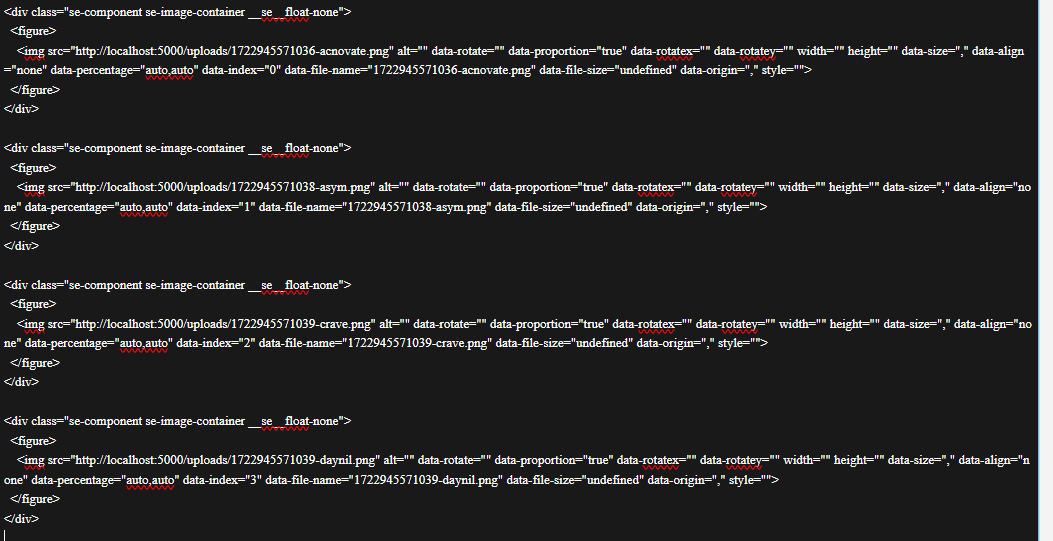 <div class="se-component se-image-container __se__float-none">
<figure>
<img src="http://localhost:5000/uploads/1722945571036-acnovate.png" alt="" data-rotate="" data-proportion="true" data-rotatex="" data-rotatey="" width="" height="" data-size="," data-align
="none" data-percentage="auto,auto" data-index="0" data-file-name="1722945571036-acnovate.png" data-file-size="undefined" data-origin="," style="">
</figure>
</div>
<div class="se-component se-image-container __se__float-none">
<figure>
<img src="http://localhost:5000/uploads/1722945571038-asym.png" alt="" data-rotate="" data-proportion="true" data-rotatex="" data-rotatey="" width="" height="" data-size="," data-align="no
ne" data-percentage="auto,auto" data-index="1" data-file-name="1722945571038-asym.png" data-file-size="undefined" data-origin="," style="">
</figure>
</div>
<div class="se-component se-image-container __se__float-none">
<figure>
<img src="http://localhost:5000/uploads/1722945571039-crave.png" alt="" data-rotate="" data-proportion="true" data-rotatex="" data-rotatey="" width="" height="" data-size="," data-align="no
ne" data-percentage="auto,auto" data-index="2" data-file-name="1722945571039-crave.png" data-file-size="undefined" data-origin="," style="">
</figure>
</div>
<div class="se-component se-image-container __se__float-none">
<figure>
<img src="http://localhost:5000/uploads/1722945571039-daynil.png" alt="" data-rotate="" data-proportion="true" data-rotatex="" data-rotatey="" width="" height="" data-size="," data-align="n
one" data-percentage="auto,auto" data-index="3" data-file-name="1722945571039-daynil.png" data-file-size="undefined" data-origin="," style="">
</figure>
</div>